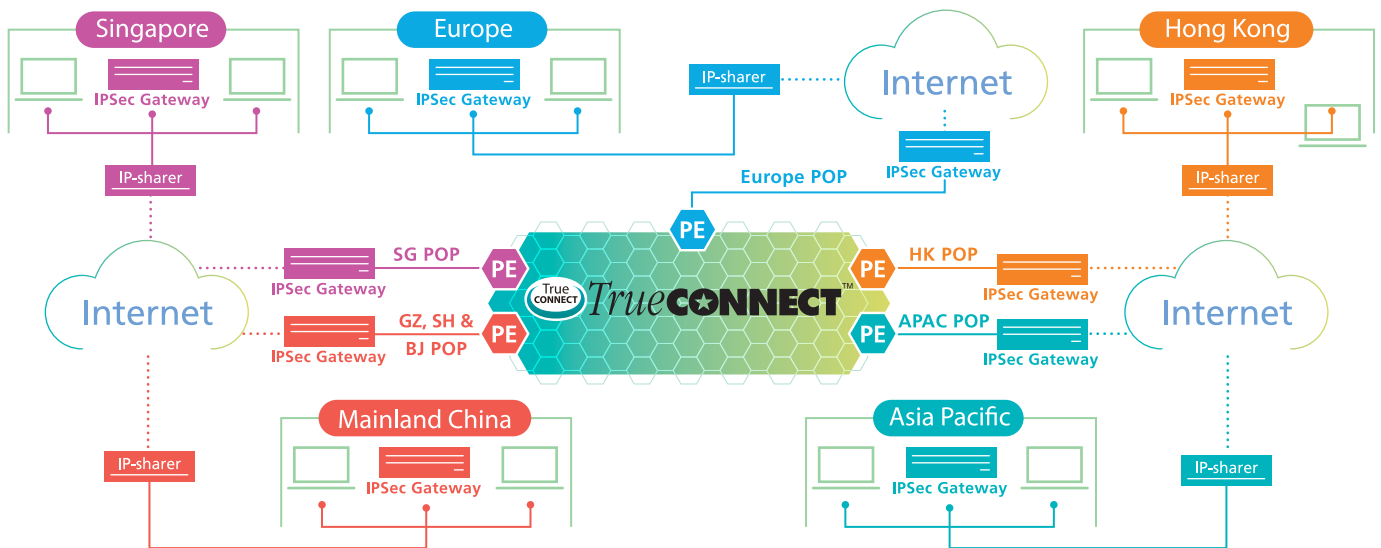 Singapore
Europe
Hong Kong
IPSec Gateway
IPSec Gateway
IP-sharer
Internet
IPSec Gateway
IPSec Gateway
IP-sharer
Europe POP
IP-sharer
PE
SG POP
PE
IPSec Gateway
PE
HK POP
IPSec Gateway
Internet
True
CONNECT
TrueCONNECT™
Internet
GZ, SH &
BJ POP
PE
IPSec Gateway
PE
APAC POP
IPSec Gateway
Mainland China
Asia Pacific
IP-sharer
IPSec Gateway
IPSec Gateway
IP-sharer